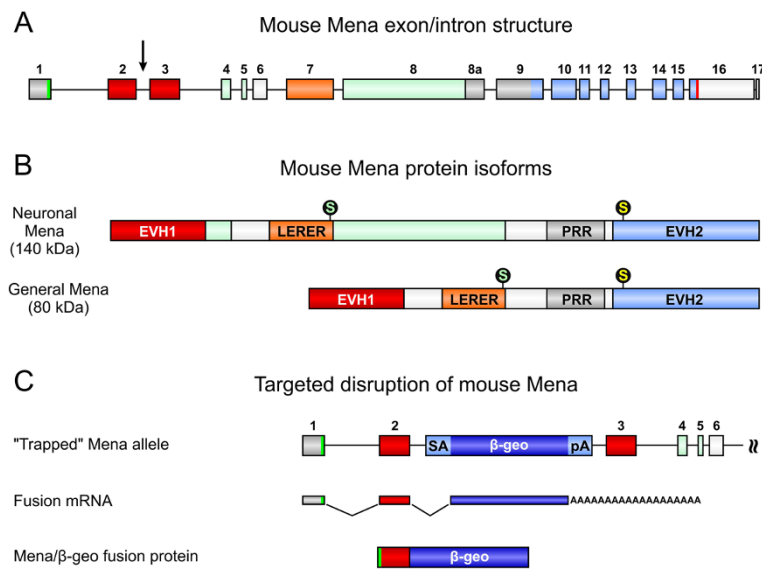 A
Mouse Mena exon/intron structure
1 2 3 4 5 6 7 8 8a 9 10 11 12 13 14 15 16 17
B
Mouse Mena protein isoforms
Neuronal
Mena
(140 kDa)
S S
EVH1 LERER PRR EVH2
General Mena
(80 kDa)
S S
EVH1 LERER PRR EVH2
C
Targeted disruption of mouse Mena
1 2 3 4 5 6
"Trapped" Mena allele
SA β-geo pA
Fusion mRNA
AAAAAAAAAAAAAAAAAAAA
Mena/β-geo fusion protein
β-geo